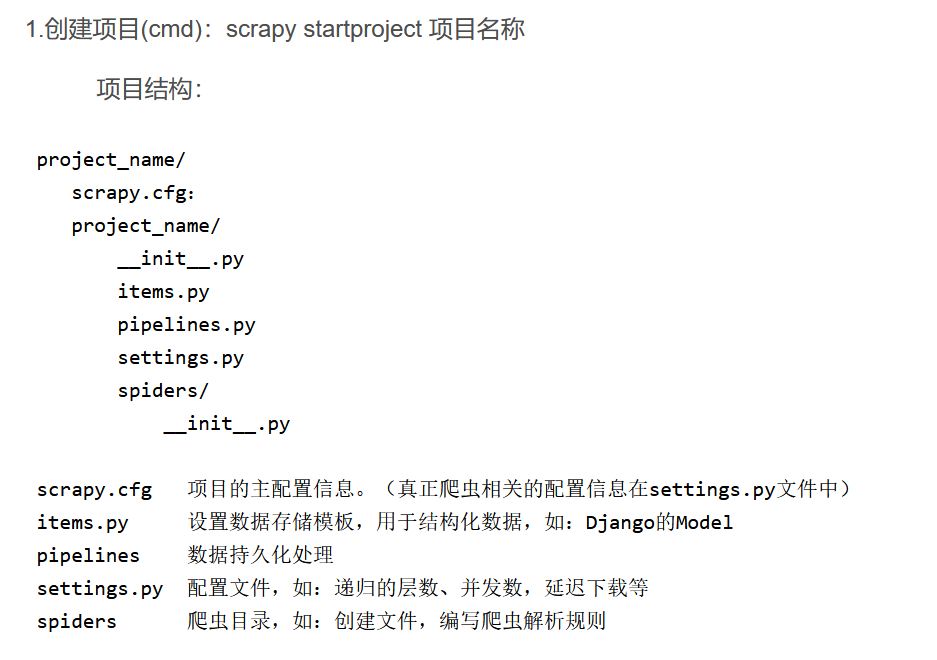 1.创建项目(cmd)：scrapy startproject 项目名称
项目结构：
project_name/
scrapy.cfg：
project_name/
__init__.py
items.py
pipelines.py
settings.py
spiders/
__init__.py
scrapy.cfg 项目的主配置信息。（真正爬虫相关的配置信息在settings.py文件中）
items.py 设置数据存储模板，用于结构化数据，如：Django的Model
pipelines 数据持久化处理
settings.py 配置文件，如：递归的层数、并发数，延迟下载等
spiders 爬虫目录，如：创建文件，编写爬虫解析规则